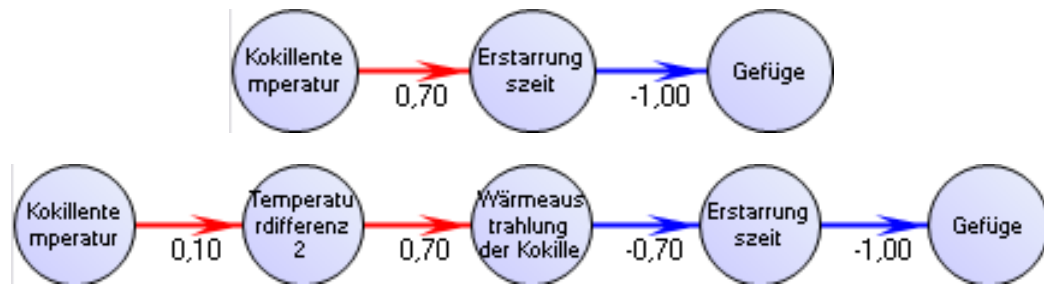 Kokillente
mperatur
0,70
Erstarrung
szeit
-1,00
Gefüge
Kokillente
mperatur
0,10
Temperatu
rdifferenz
2
0,70
Wärmeaus
trahlung
der Kokille
-0,70
Erstarrung
szeit
-1,00
Gefüge